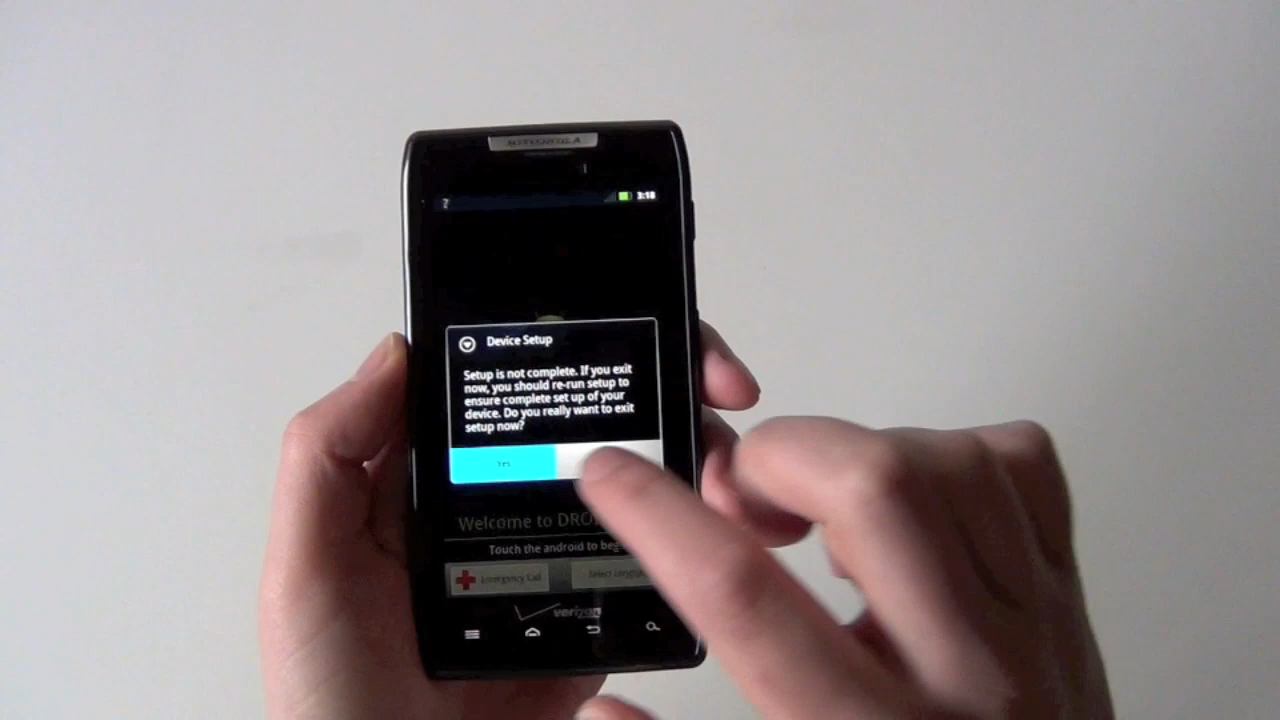 MOTOROLA
3:18
Device Setup
Setup is not complete. If you exit
now, you should re-run setup to
ensure complete set up of your
device. Do you really want to exit
setup now?
Yes
Welcome to
Touch the android to
Emergency Call
Select
verizon